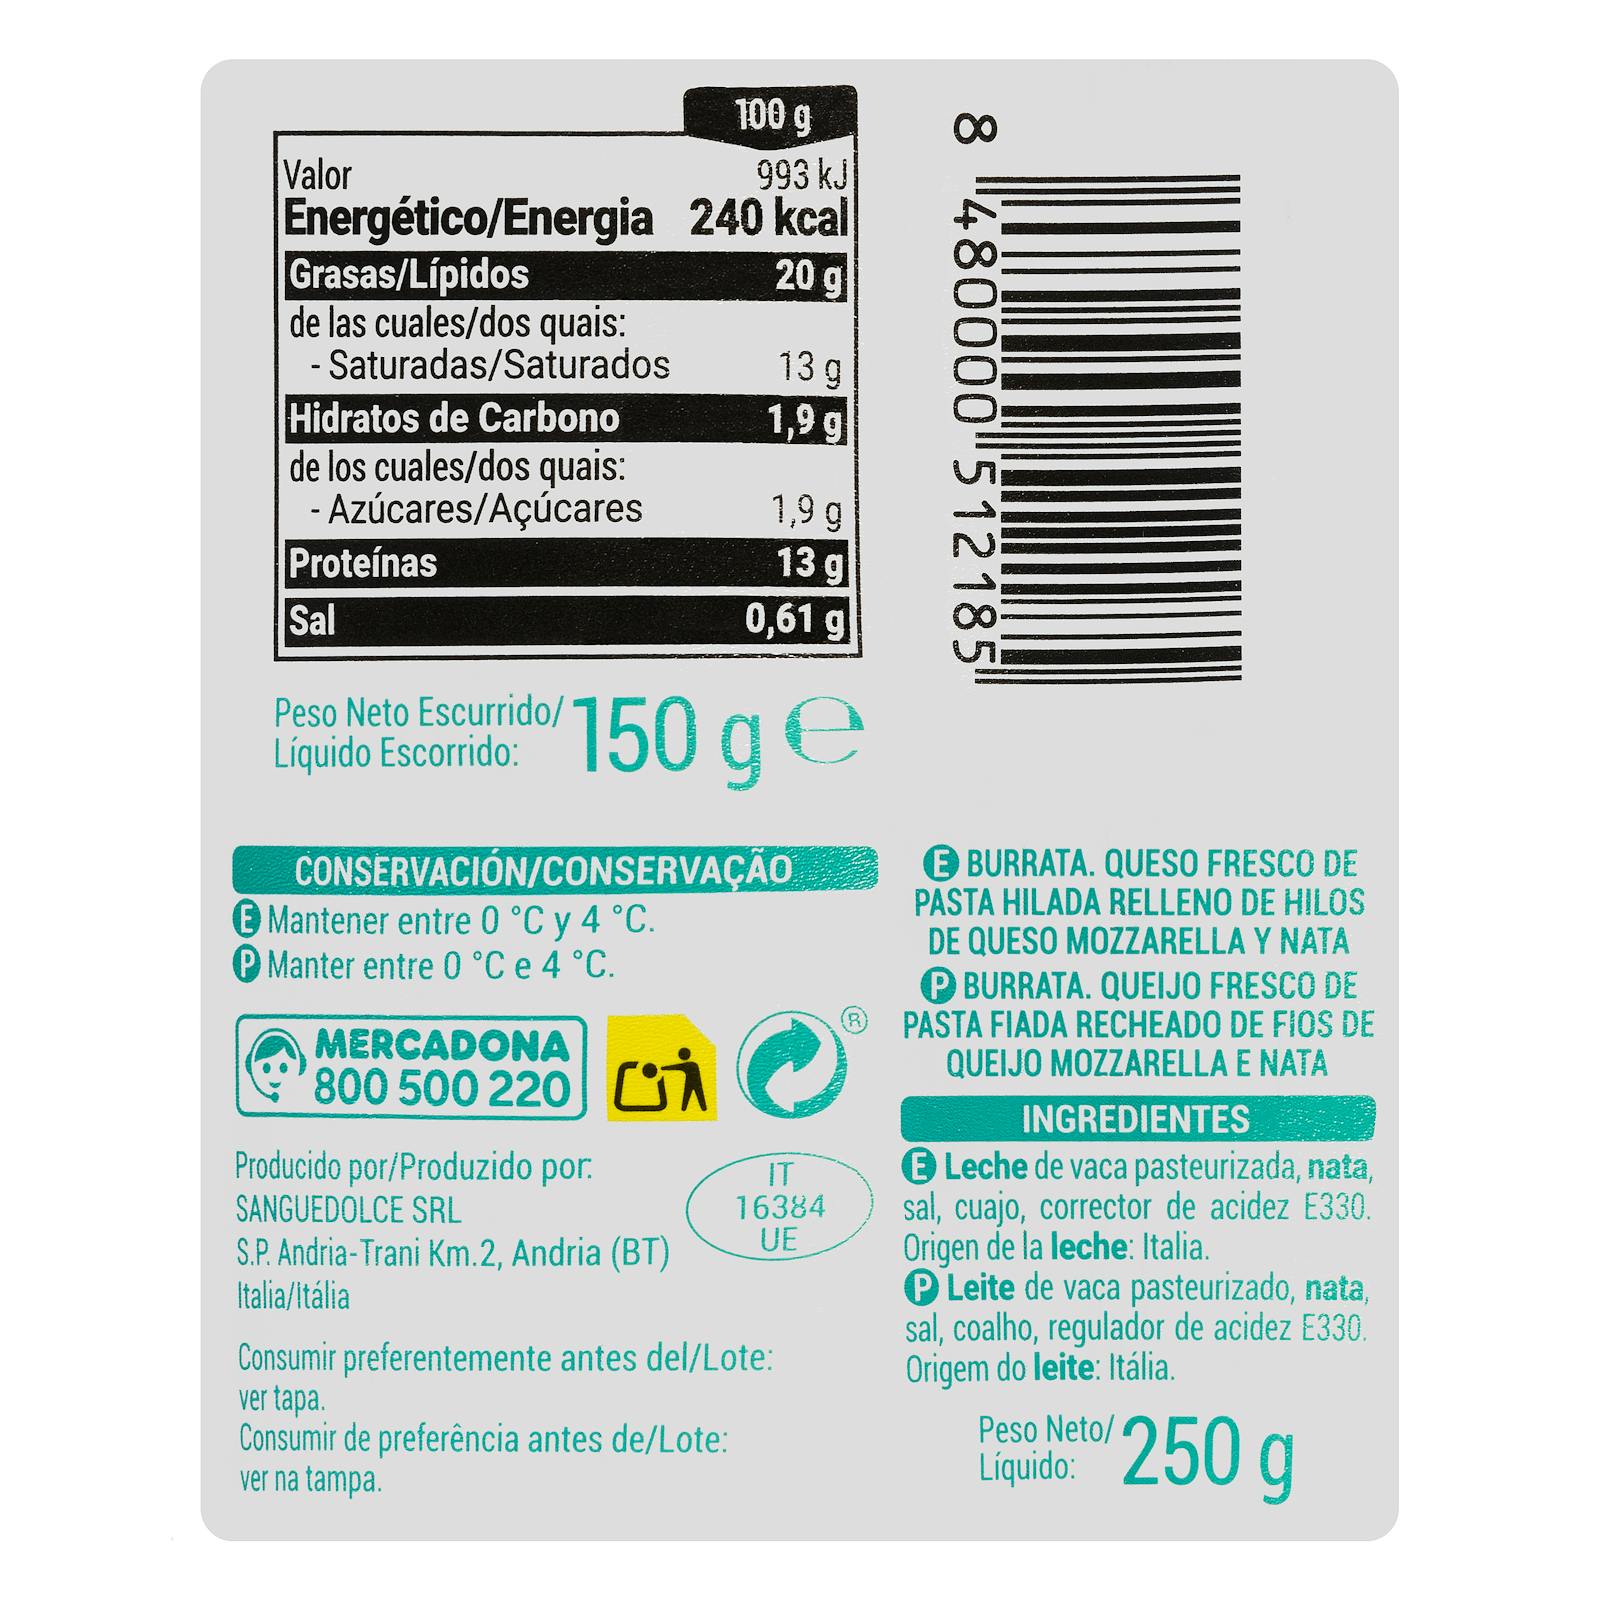 100 g
Valor 993 kJ
Energético/Energia 240 kcal
Grasas/Lípidos 20 g
de las cuales/dos quais:
- Saturadas/Saturados 13 g
Hidratos de Carbono 1,9 g
de los cuales/dos quais:
- Azúcares/Açúcares 1,9 g
Proteínas 13 g
Sal 0,61 g
Peso Neto Escurrido/
Líquido Escorrido: 150 g e
8 480000 512185
CONSERVACIÓN/CONSERVAÇÃO
E Mantener entre 0 °C y 4 °C.
P Manter entre 0 °C e 4 °C.
MERCADONA
800 500 220
®
Producido por/Produzido por:
SANGUEDOLCE SRL
S.P. Andria-Trani Km.2, Andria (BT)
Italia/Itália
IT
16384
UE
Consumir preferentemente antes del/Lote:
ver tapa.
Consumir de preferência antes de/Lote:
ver na tampa.
E BURRATA. QUESO FRESCO DE
PASTA HILADA RELLENO DE HILOS
DE QUESO MOZZARELLA Y NATA
P BURRATA. QUEIJO FRESCO DE
PASTA FIADA RECHEADO DE FIOS DE
QUEIJO MOZZARELLA E NATA
INGREDIENTES
E Leche de vaca pasteurizada, nata,
sal, cuajo, corrector de acidez E330.
Origen de la leche: Italia.
P Leite de vaca pasteurizado, nata,
sal, coalho, regulador de acidez E330.
Origem do leite: Itália.
Peso Neto/
Líquido: 250 g